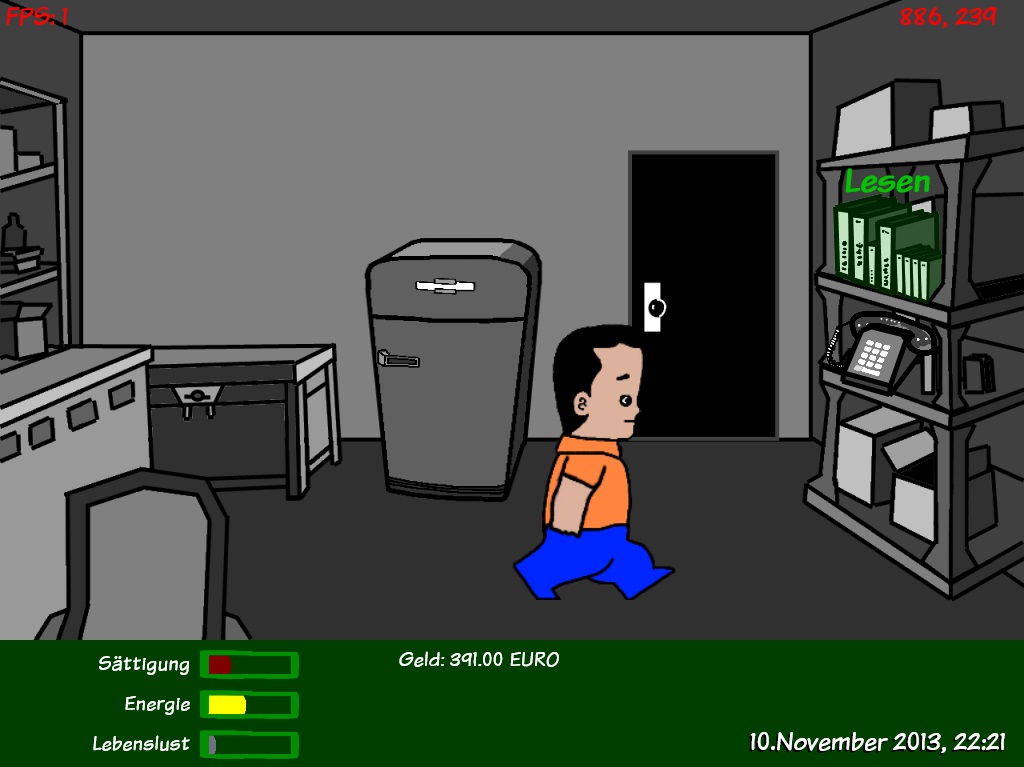 FPS: 1
886, 239
Lesen
Sättigung
Geld: 391.00 EURO
Energie
Lebenslust
10.November 2013, 22:21